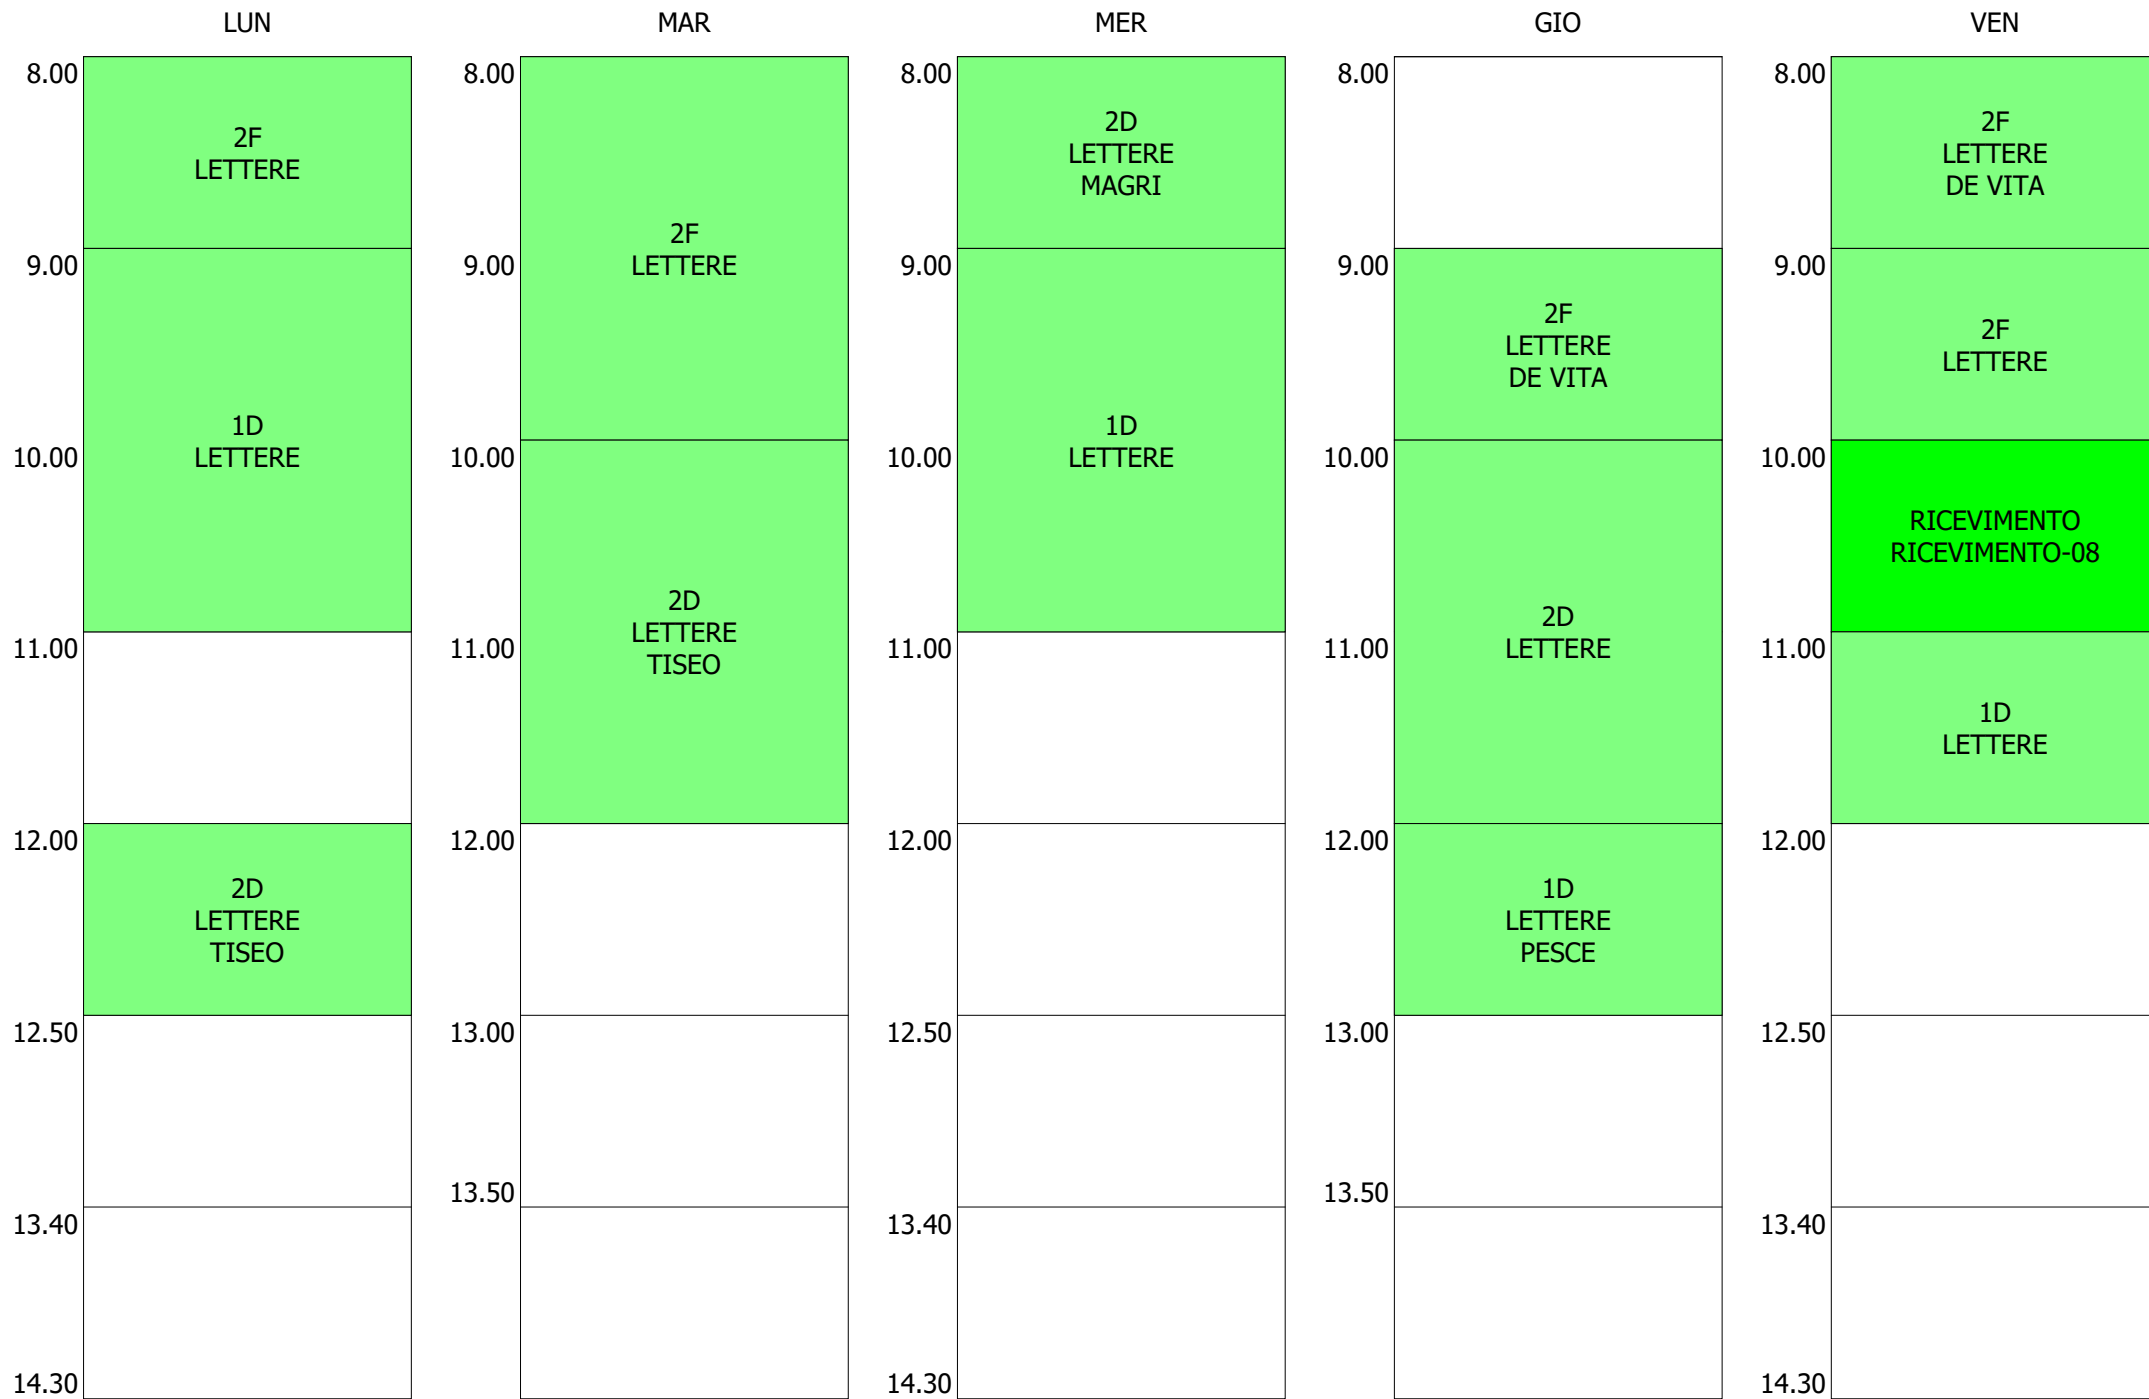 LUN
MAR
MER
GIO
VEN
8.00
2F
LETTERE
9.00
1D
LETTERE
10.00
11.00
12.00
2D
LETTERE
TISEO
12.50
13.40
14.30
8.00
2F
LETTERE
9.00
10.00
2D
LETTERE
TISEO
11.00
12.00
13.00
13.50
8.00
2D
LETTERE
MAGRI
9.00
1D
LETTERE
10.00
11.00
12.00
12.50
13.40
14.30
8.00
9.00
2F
LETTERE
DE VITA
10.00
2D
LETTERE
11.00
12.00
1D
LETTERE
PESCE
13.00
13.50
8.00
2F
LETTERE
DE VITA
9.00
2F
LETTERE
10.00
RICEVIMENTO
RICEVIMENTO-08
11.00
1D
LETTERE
12.00
12.50
13.40
14.30